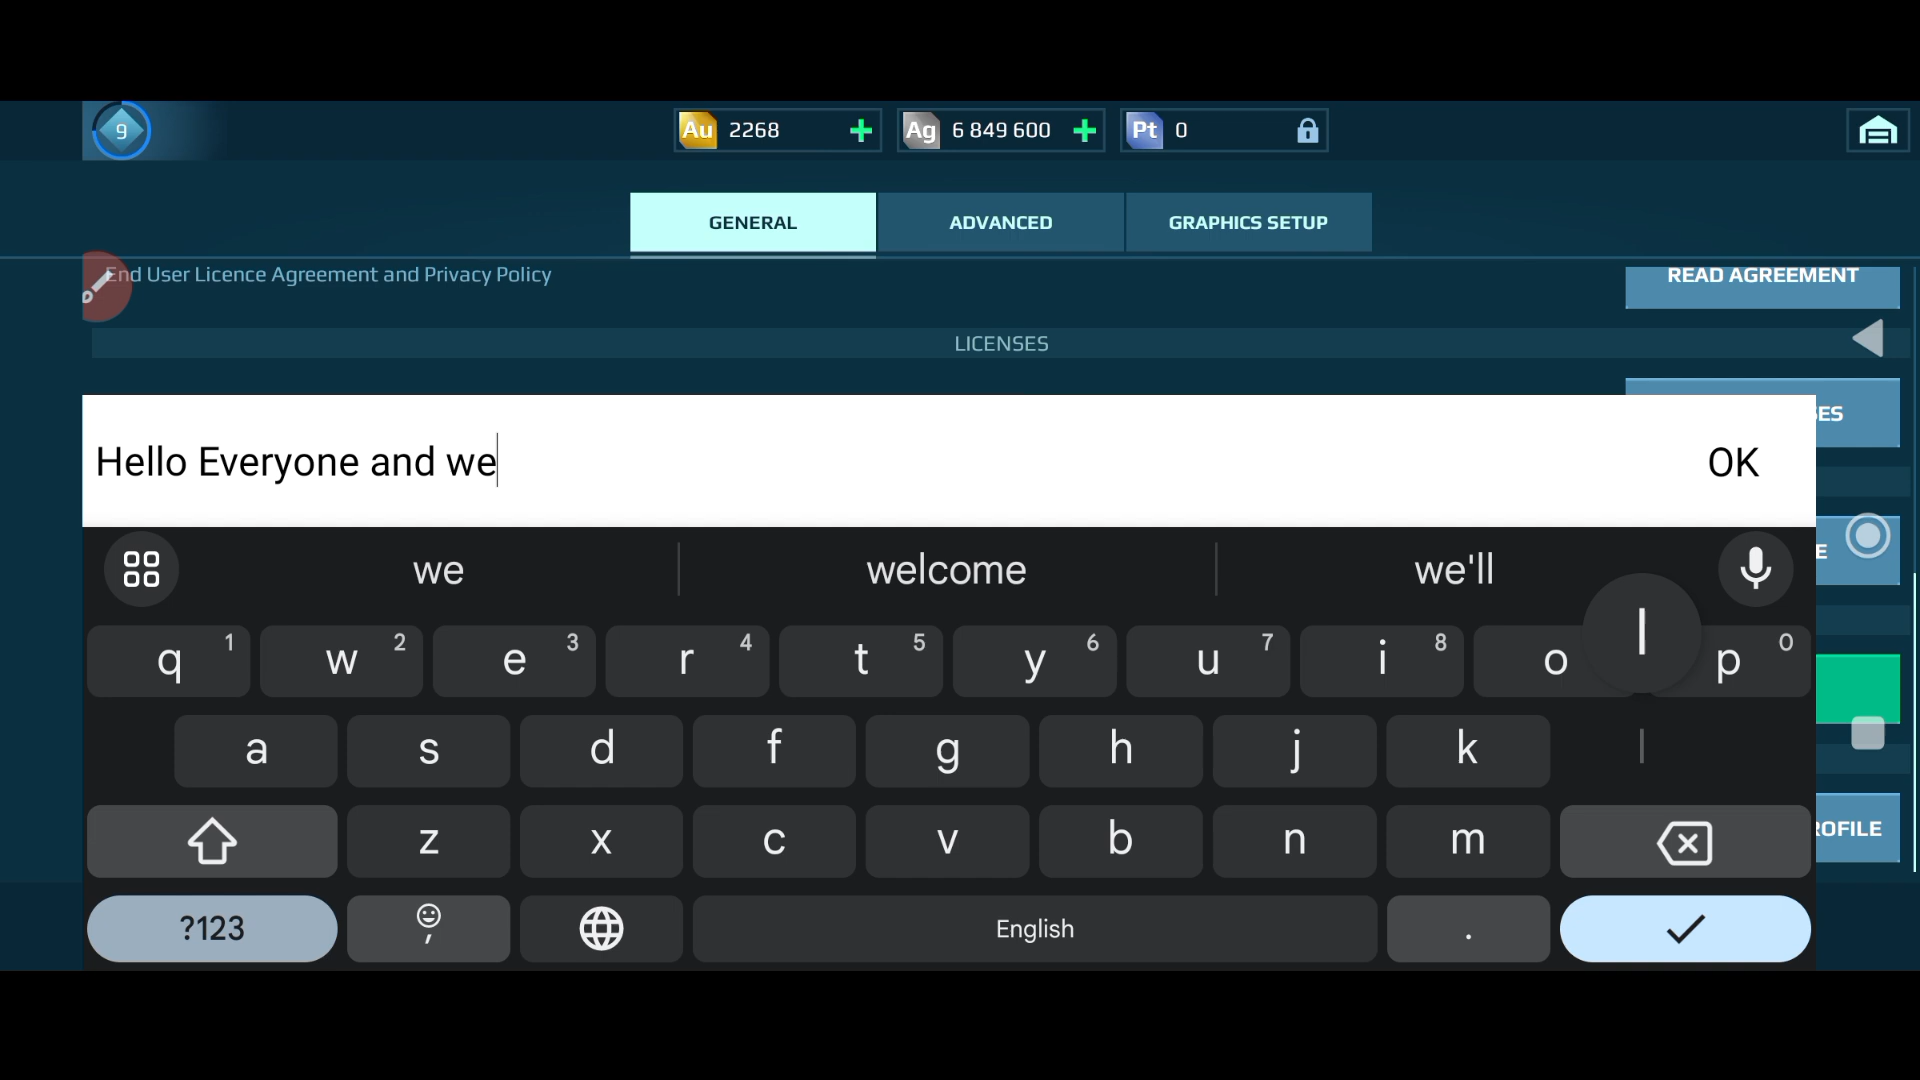 9
Au 2268
Ag 6 849 600
Pt 0
GENERAL
ADVANCED
GRAPHICS SETUP
End User Licence Agreement and Privacy Policy
READ AGREEMENT
LICENSES
ES
Hello Everyone and we
OK
E
we
welcome
we'll
l
q 1 w 2 e 3 r 4 t 5 y 6 u 7 i 8 o p 0
a s d f g h j k l
z x c v b n m
OFILE
?123
,
English
.